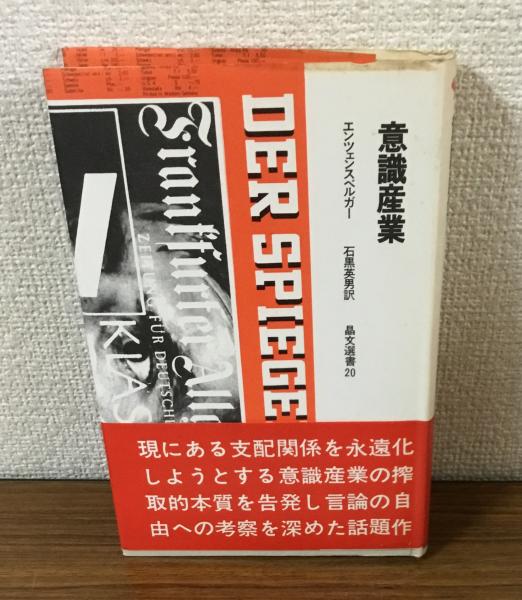 意識産業
エンツェンスベルガー
石黒英男訳
晶文選書20
DER SPIEGE
Frankfurter Allg
ZEITUNG FÜR DEUTSCHL
KLAS
現にある支配関係を永遠化
しようとする意識産業の搾
取的本質を告発し言論の自
由への考察を深めた話題作